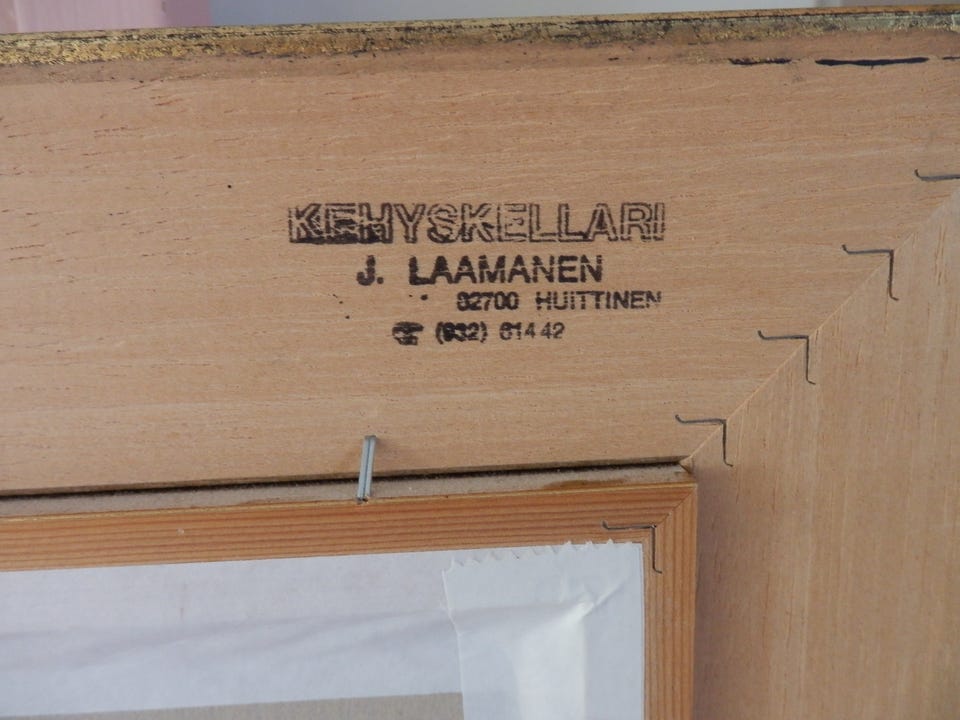 KEHYSKELLARI
J. LAAMANEN
32700 HUITTINEN
☎ (932) 61442